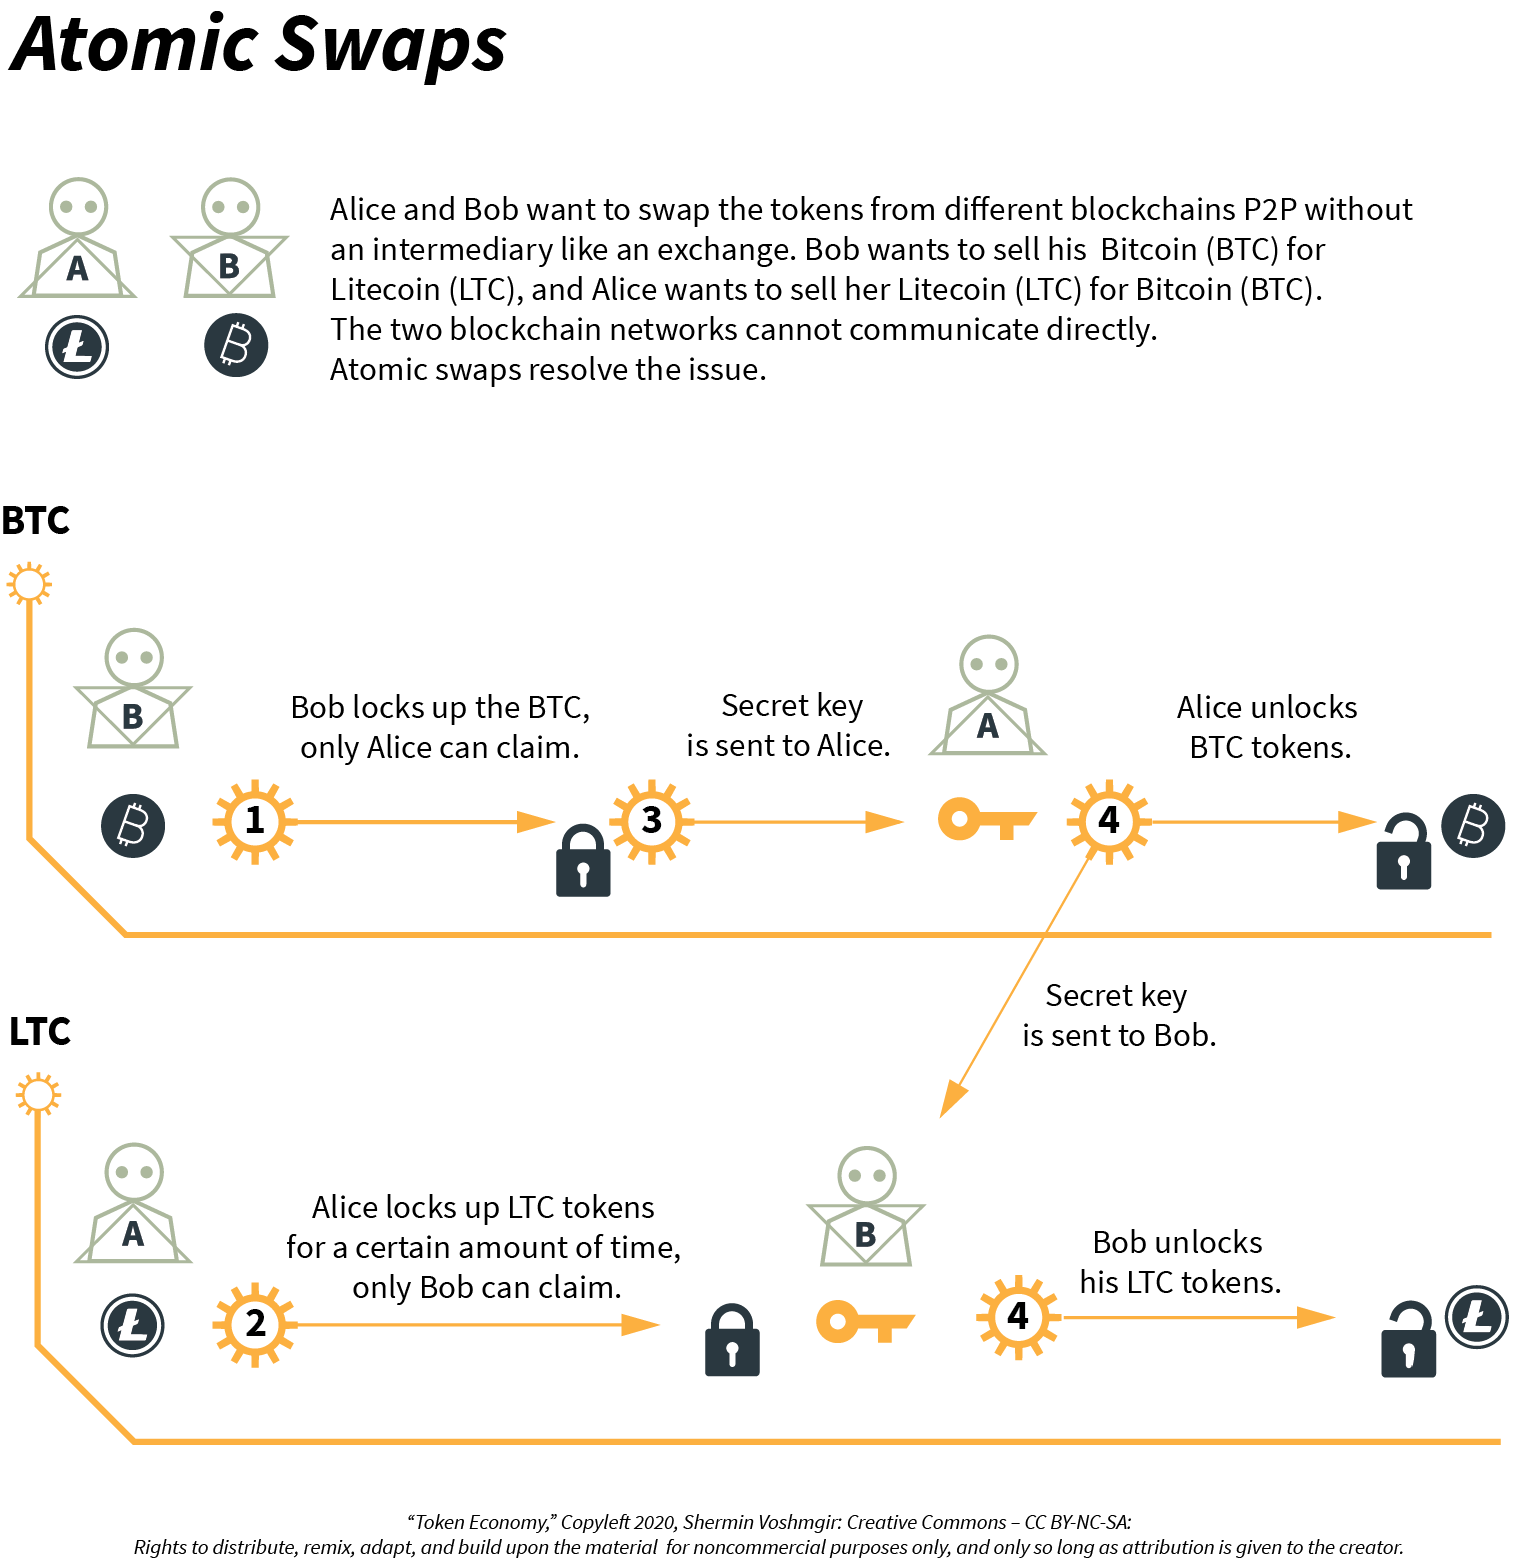 Atomic Swaps
Alice and Bob want to swap the tokens from different blockchains P2P without
an intermediary like an exchange. Bob wants to sell his Bitcoin (BTC) for
Litecoin (LTC), and Alice wants to sell her Litecoin (LTC) for Bitcoin (BTC).
The two blockchain networks cannot communicate directly.
Atomic swaps resolve the issue.
A
B
BTC
B
Bob locks up the BTC,
only Alice can claim.
1
Secret key
is sent to Alice.
3
A
Alice unlocks
BTC tokens.
4
Secret key
is sent to Bob.
LTC
A
Alice locks up LTC tokens
for a certain amount of time,
only Bob can claim.
2
B
Bob unlocks
his LTC tokens.
4
“Token Economy,” Copyleft 2020, Shermin Voshmgir: Creative Commons – CC BY-NC-SA:
Rights to distribute, remix, adapt, and build upon the material for noncommercial purposes only, and only so long as attribution is given to the creator.